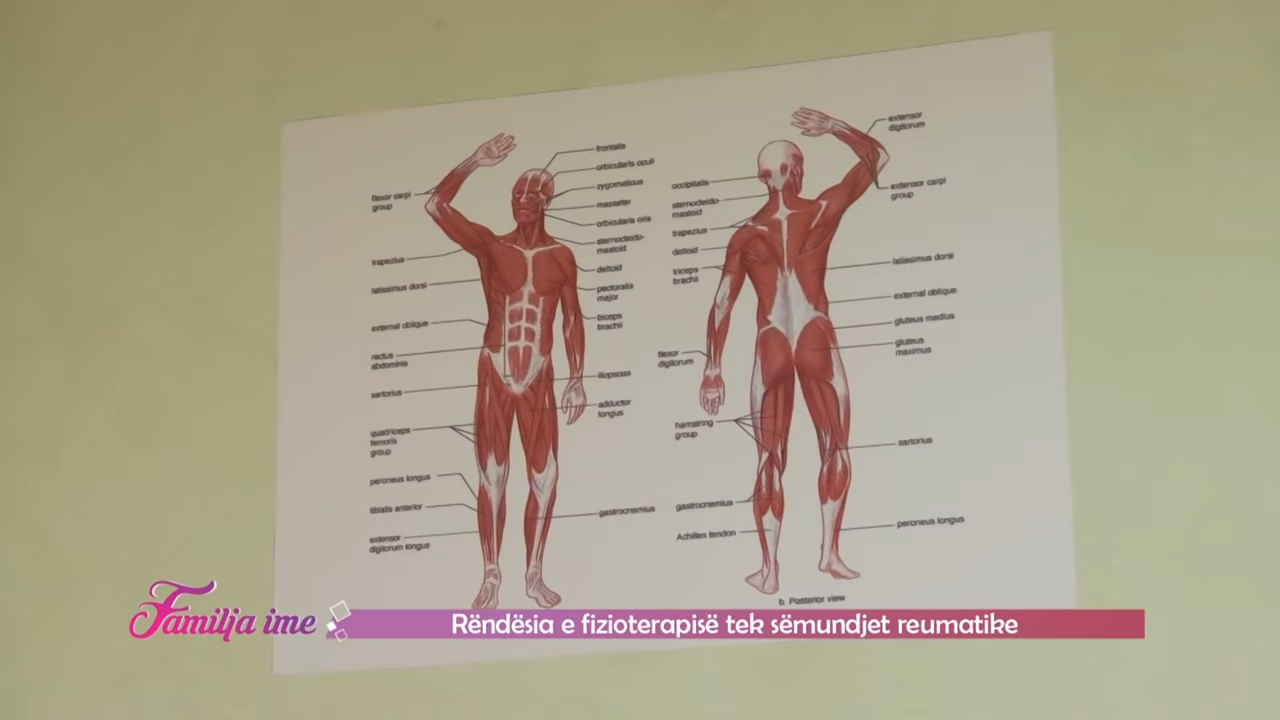 frontalis
orbicularis oculi
zygomaticus
masseter
orbicularis oris
sternocleido-
mastoid
deltoid
pectoralis
major
biceps
brachii
iliopsoas
adductor
longus
gastrocnemius
flexor carpi
group
trapezius
latissimus dorsi
external oblique
rectus
abdominis
sartorius
quadriceps
femoris
group
peroneus longus
tibialis anterior
extensor
digitorum longus
occipitalis
sternocleido-
mastoid
trapezius
deltoid
triceps
brachii
flexor
digitorum
hamstring
group
gastrocnemius
Achilles tendon
extensor
digitorum
extensor carpi
group
latissimus dorsi
external oblique
gluteus medius
gluteus
maximus
sartorius
peroneus longus
b. Posterior view
Familja ime
Rëndësia e fizioterapisë tek sëmundjet reumatike